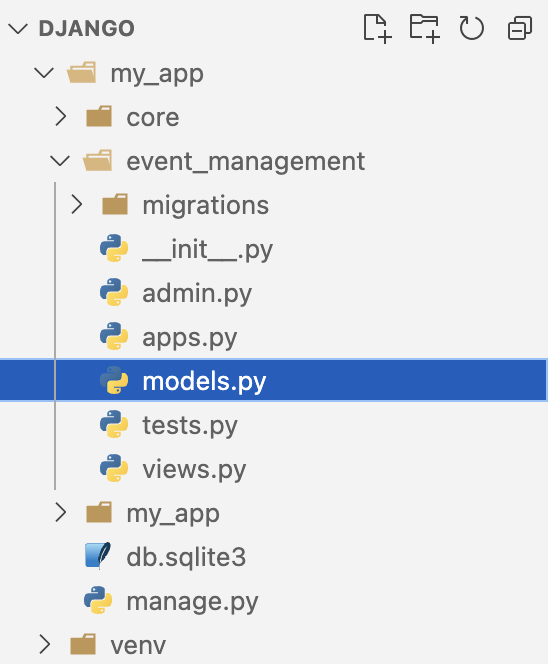 DJANGO
my_app
core
event_management
migrations
__init__.py
admin.py
apps.py
models.py
tests.py
views.py
my_app
db.sqlite3
manage.py
venv